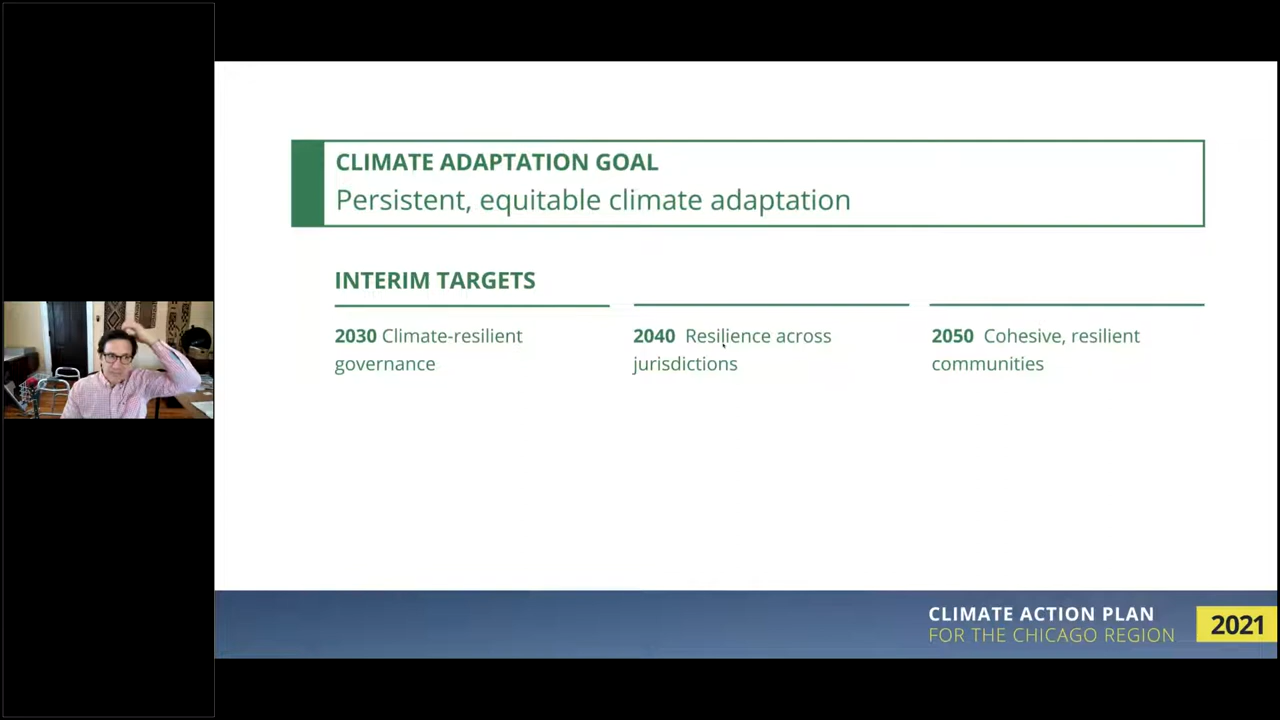 CLIMATE ADAPTATION GOAL
Persistent, equitable climate adaptation
INTERIM TARGETS
2030 Climate-resilient
governance
2040 Resilience across
jurisdictions
2050 Cohesive, resilient
communities
CLIMATE ACTION PLAN
FOR THE CHICAGO REGION
2021